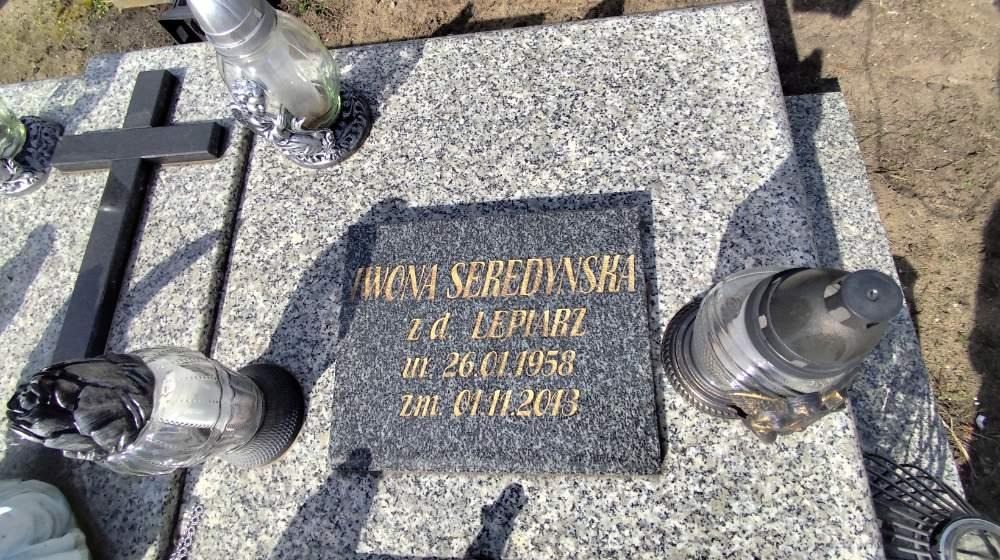 IWONA SEREDYNSKA
z d. LEPIARZ
ur. 26.01.1958
zm. 01.11.2013